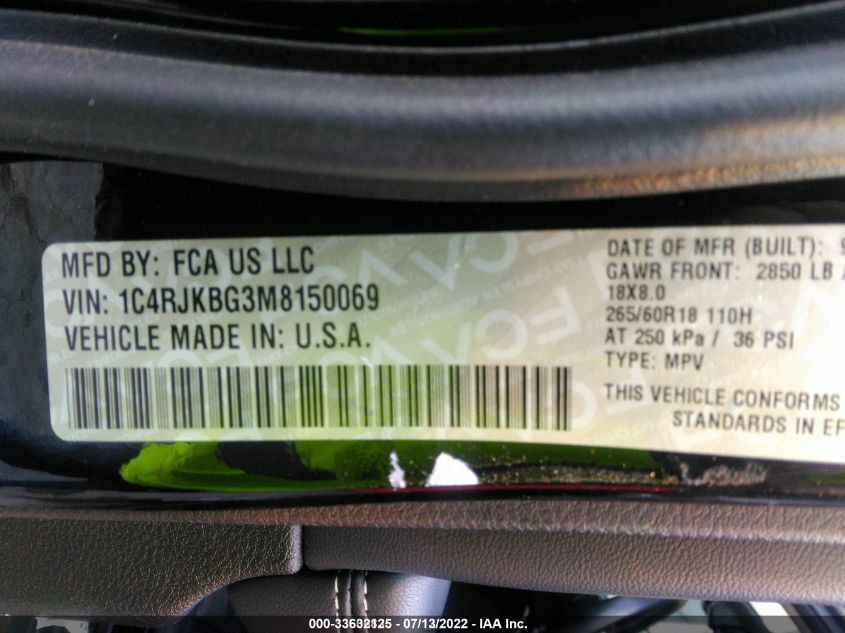 MFD BY: FCA US LLC
VIN: 1C4RJKBG3M8150069
VEHICLE MADE IN: U.S.A.
DATE OF MFR (BUILT): 9
GAWR FRONT: 2850 LB
18X8.0
265/60R18 110H
AT 250 kPa / 36 PSI
TYPE: MPV
THIS VEHICLE CONFORMS
STANDARDS IN EF
000-33632125 - 07/13/2022 - IAA Inc.